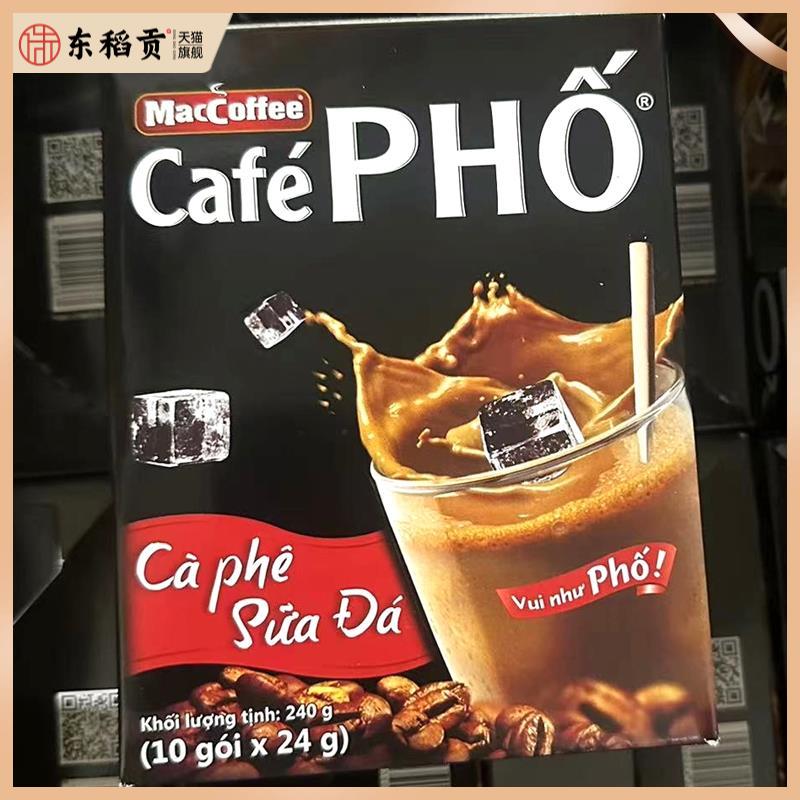 东稻贡
天猫
旗舰
MacCoffee
Café PHỐ ®
Cà phê
Sữa Đá
Vui như Phố!
Khối lượng tịnh: 240 g
(10 gói x 24 g)